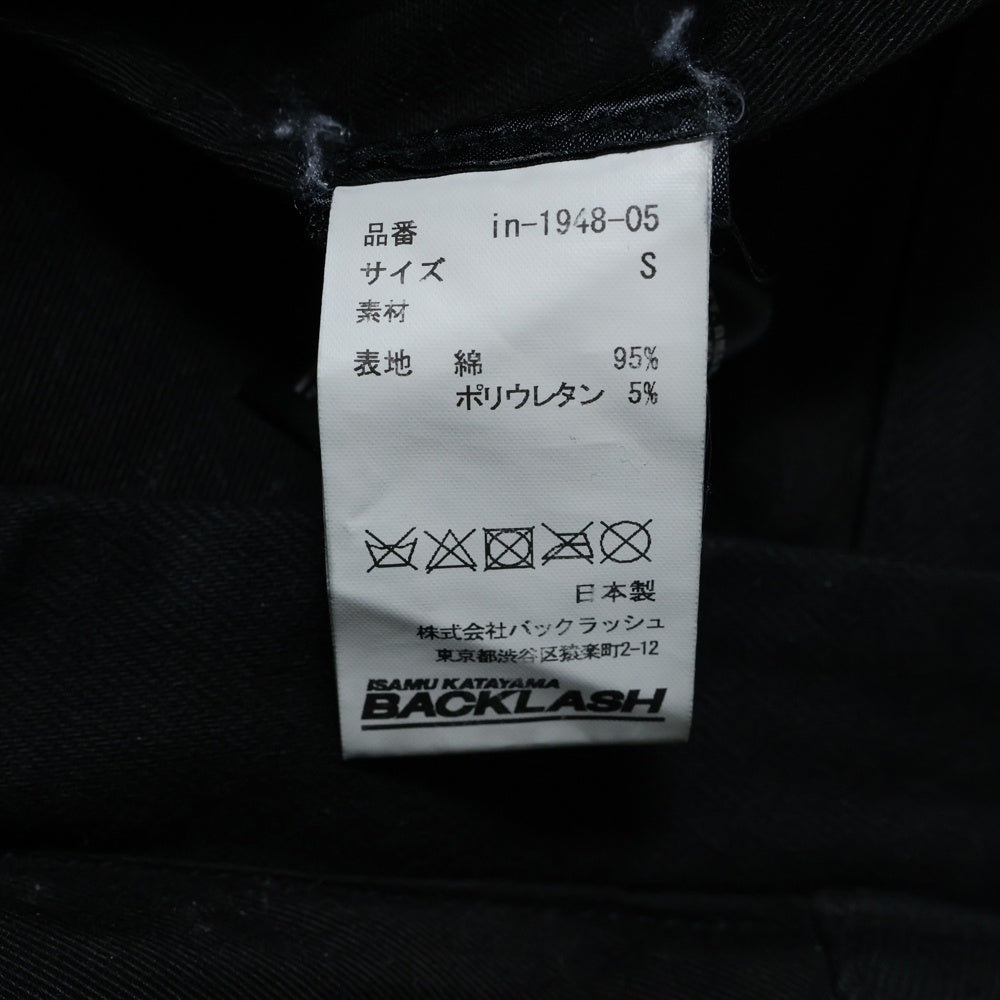 品番 in-1948-05
サイズ S
素材
表地 綿 95%
ポリウレタン 5%
日本製
株式会社バックラッシュ
東京都渋谷区猿楽町2-12
ISAMU KATAYAMA
BACKLASH